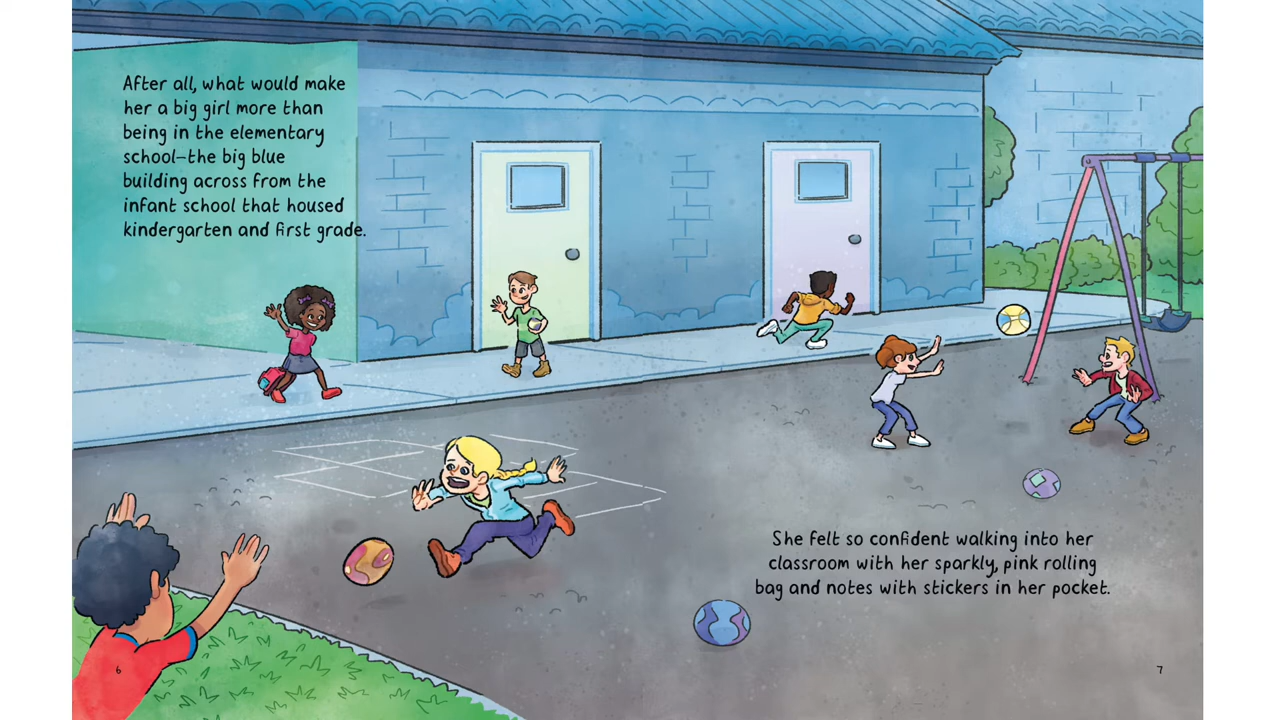 After all, what would make
her a big girl more than
being in the elementary
school—the big blue
building across from the
infant school that housed
kindergarten and first grade.
She felt so confident walking into her
classroom with her sparkly, pink rolling
bag and notes with stickers in her pocket.
6
7